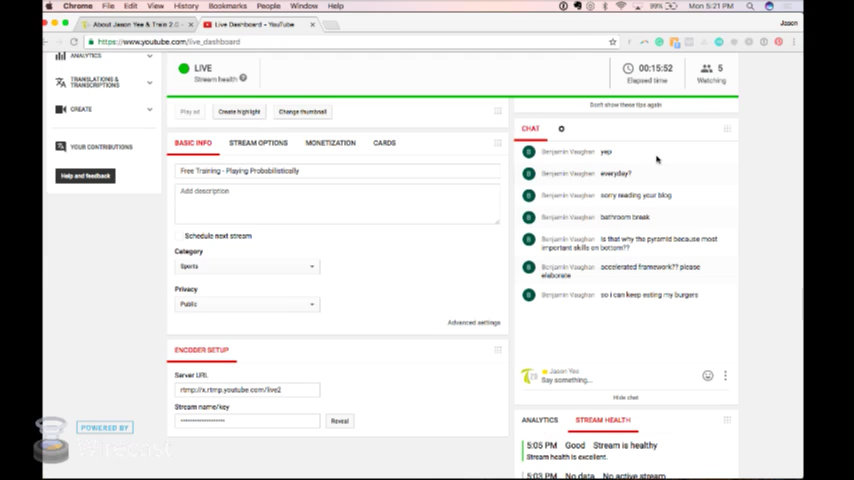 Chrome File Edit View History Bookmarks People Window Help
99% Mon 5:21 PM
About Jason Yee & Train 2.0 -
Live Dashboard - YouTube
Jason
https://www.youtube.com/live_dashboard
ANALYTICS
TRANSLATIONS &
TRANSCRIPTIONS
CREATE
YOUR CONTRIBUTIONS
Help and feedback
LIVE
Stream health
00:15:52
Elapsed time
5
Watching
Play ad
Create highlight
Change thumbnail
BASIC INFO
STREAM OPTIONS
MONETIZATION
CARDS
Free Training - Playing Probabilistically
Add description
Schedule next stream
Category
Sports
Privacy
Public
Advanced settings
ENCODER SETUP
Server URL
rtmp://x.rtmp.youtube.com/live2
Stream name/key
Reveal
Don't show these tips again
CHAT
B Benjamin Vaughan yep
B Benjamin Vaughan everyday?
B Benjamin Vaughan sorry reading your blog
B Benjamin Vaughan bathroom break
B Benjamin Vaughan is that why the pyramid because most
important skills on bottom??
B Benjamin Vaughan accelerated framework?? please
elaborate
B Benjamin Vaughan so i can keep eating my burgers
Jason Yee
Say something...
Hide chat
ANALYTICS
STREAM HEALTH
5:05 PM Good Stream is healthy
Stream health is excellent.
5:03 PM No data No active stream
POWERED BY
Wirecast